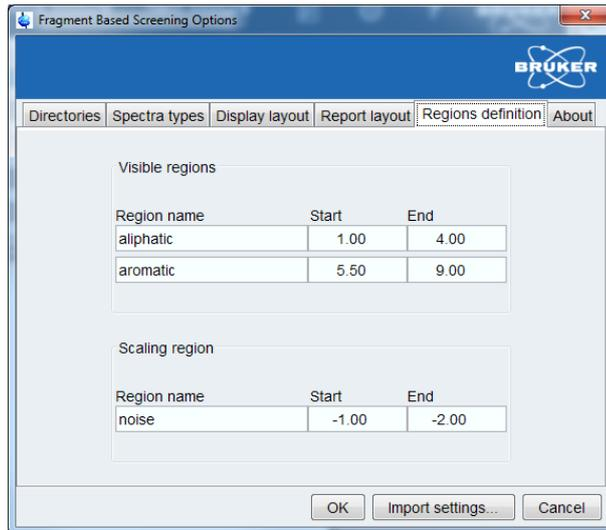 Fragment Based Screening Options
BRUKER
Directories Spectra types Display layout Report layout Regions definition About
Visible regions
Region name Start End
aliphatic 1.00 4.00
aromatic 5.50 9.00
Scaling region
Region name Start End
noise -1.00 -2.00
OK Import settings... Cancel